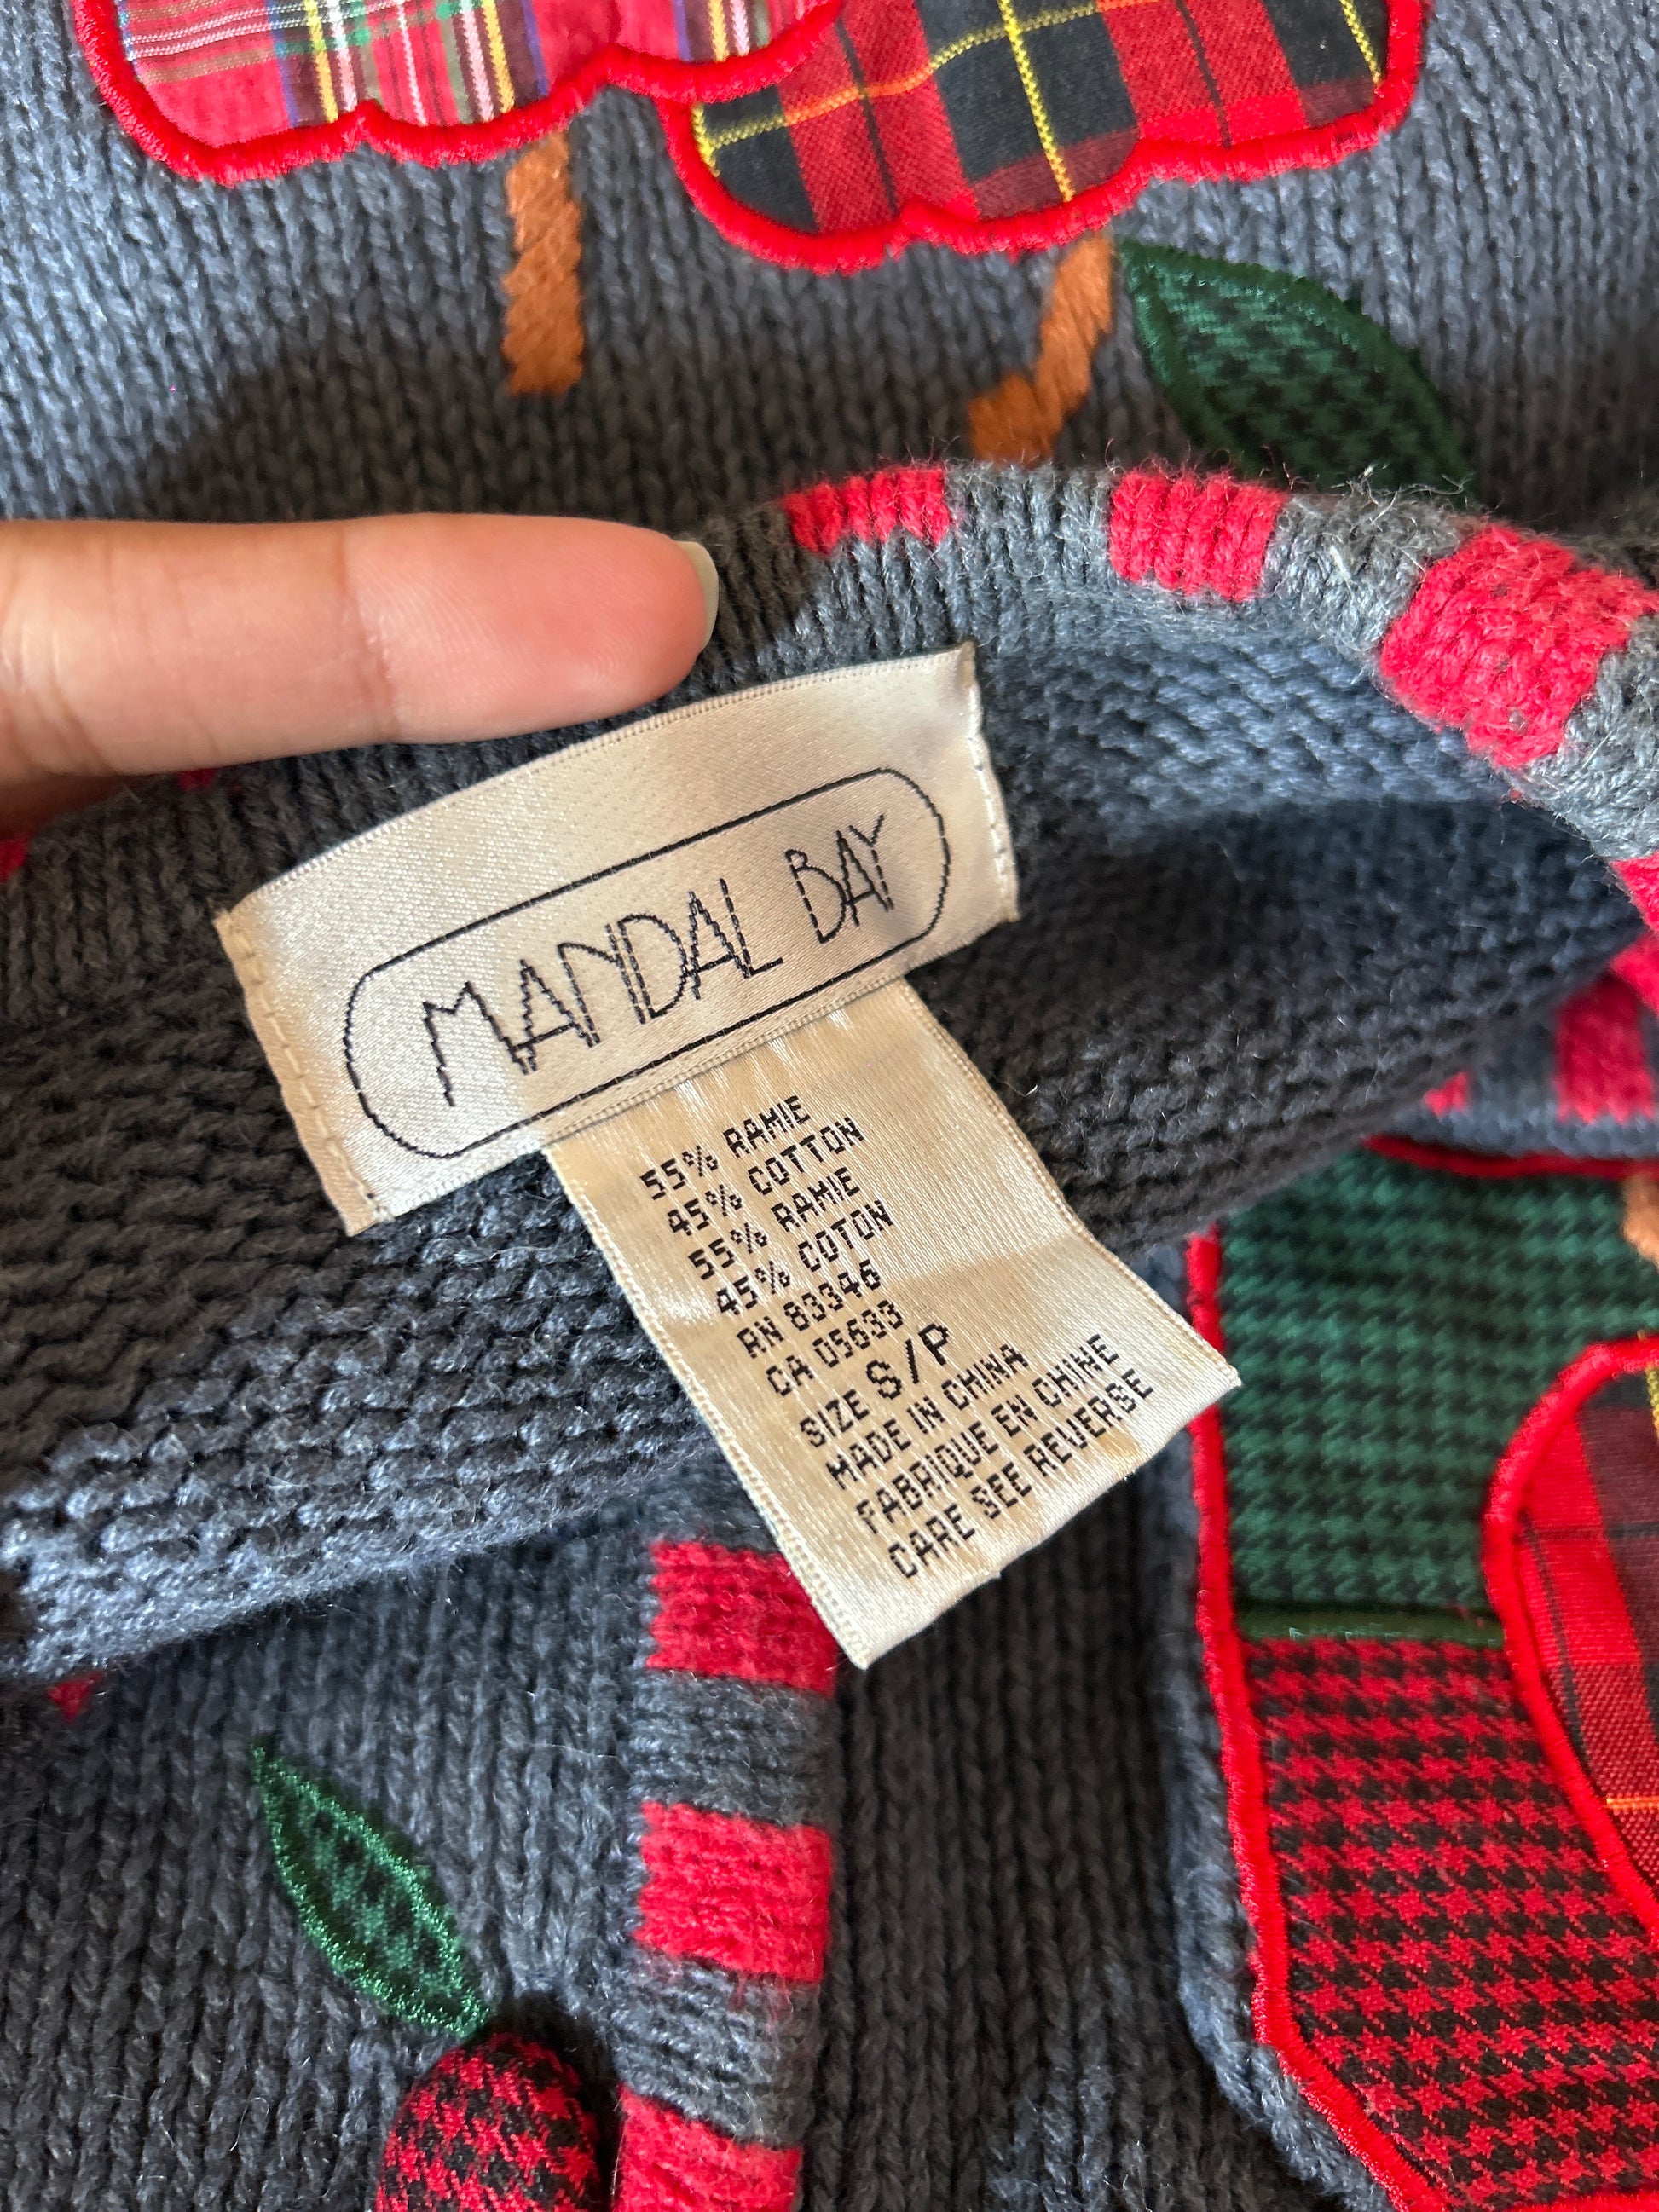 MANDAL BAY
55% RAMIE
45% COTTON
55% RAMIE
45% COTON
RN 83346
CA 05633
SIZE S/P
MADE IN CHINA
FABRIQUE EN CHINE
CARE SEE REVERSE